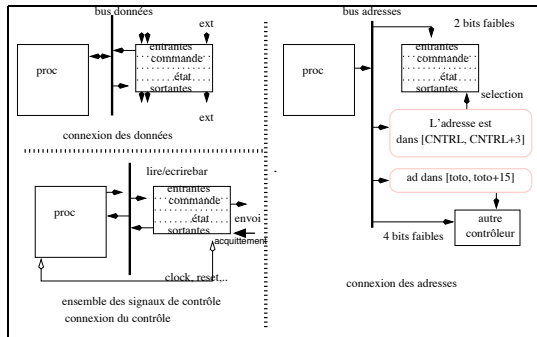 bus données
ext
proc
entrantes
commande
état
sortantes
ext
connexion des données
lire/ecrirebar
proc
entrantes
commande
état
sortantes
envoi
acquittement
clock, reset,..
ensemble des signaux de contrôle
connexion du contrôle
bus adresses
2 bits faibles
proc
entrantes
commande
état
sortantes
selection
L'adresse est
dans [CNTRL, CNTRL+3]
ad dans [toto, toto+15]
autre
contrôleur
4 bits faibles
connexion des adresses